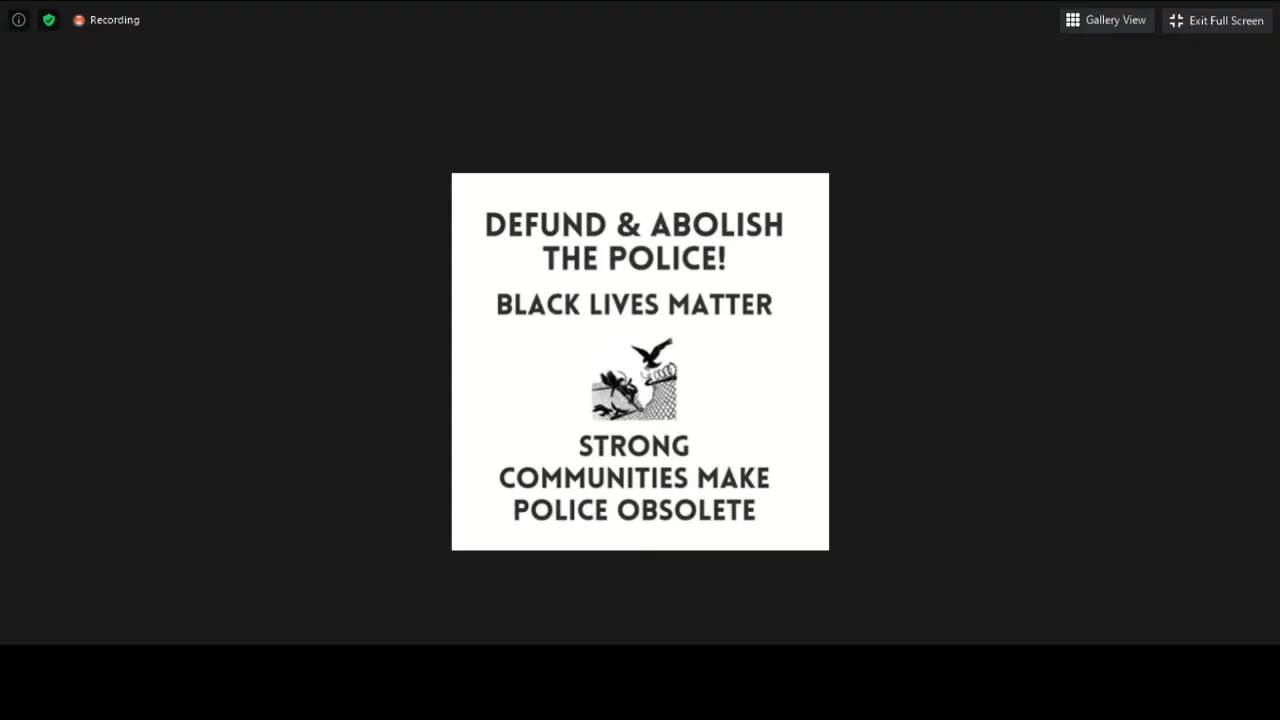 Recording
Gallery View
Exit Full Screen
DEFUND & ABOLISH
THE POLICE!
BLACK LIVES MATTER
STRONG
COMMUNITIES MAKE
POLICE OBSOLETE